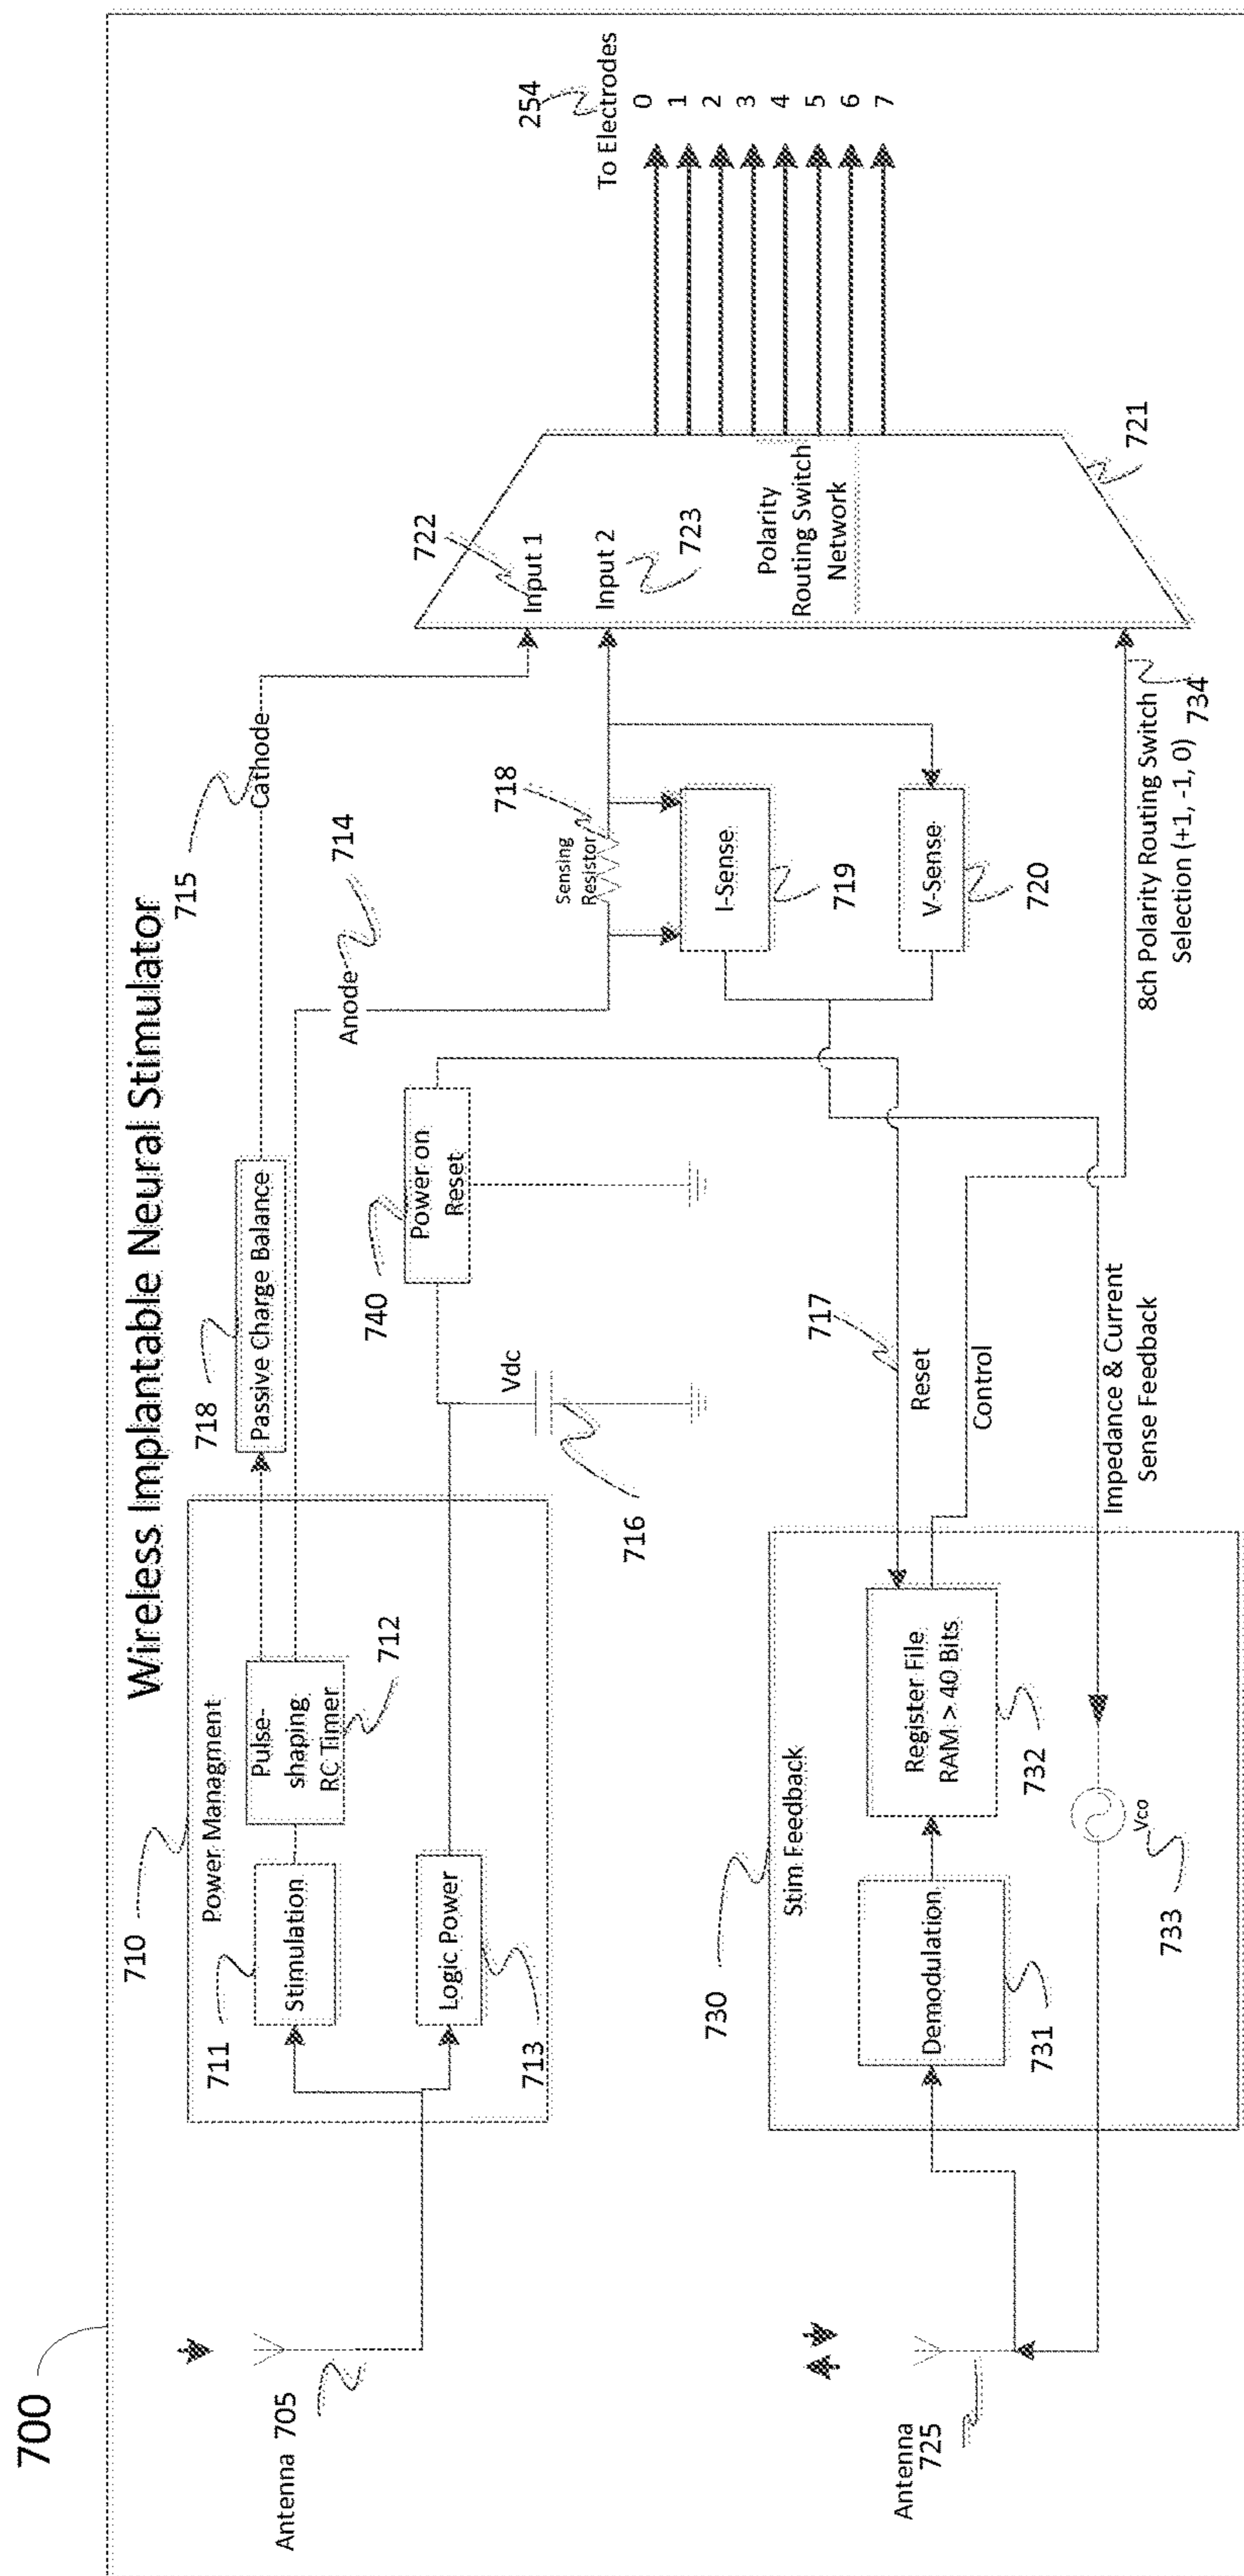 700
Wireless Implantable Neural Stimulator
710
Power Managment
711
Stimulation
Pulse-
shaping
RC Timer
712
Logic Power
713
Antenna 705
718
Passive Charge Balance
715
Cathode
Anode
714
740
Power on
Reset
Vdc
716
718
Sensing
Resistor
I-Sense
719
V-Sense
720
722
Input 1
Input 2
723
Polarity
Routing Switch
Network
721
254
To Electrodes
0
1
2
3
4
5
6
7
717
Reset
Control
Impedance & Current
Sense Feedback
8ch Polarity Routing Switch
Selection (+1, -1, 0)
734
730
Stim Feedback
Demodulation
731
Register File
RAM > 40 Bits
732
Vco
733
Antenna
725